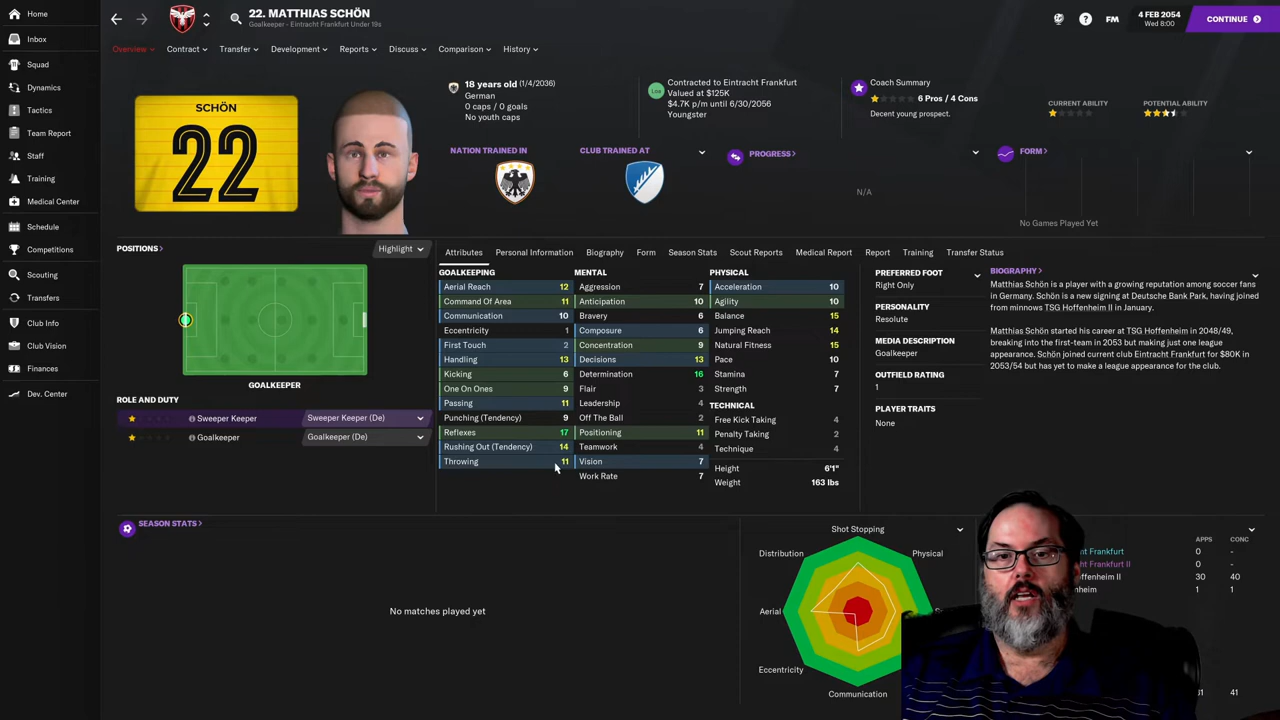 22. MATTHIAS SCHÖN
Goalkeeper - Eintracht Frankfurt Under 19s
FM
4 FEB 2054
Wed 8:00
CONTINUE
Home
Inbox
Squad
Dynamics
Tactics
Team Report
Staff
Training
Medical Center
Schedule
Competitions
Scouting
Transfers
Club Info
Club Vision
Finances
Dev. Center
Overview
Contract
Transfer
Development
Reports
Discuss
Comparison
History
SCHÖN
22
18 years old (1/4/2036)
German
0 caps / 0 goals
No youth caps
Contracted to Eintracht Frankfurt
Valued at $125K
$4.7K p/m until 6/30/2056
Youngster
Coach Summary
6 Pros / 4 Cons
Decent young prospect.
CURRENT ABILITY
POTENTIAL ABILITY
NATION TRAINED IN
CLUB TRAINED AT
PROGRESS
N/A
FORM
No Games Played Yet
POSITIONS
Highlight
GOALKEEPER
ROLE AND DUTY
Sweeper Keeper Sweeper Keeper (De)
Goalkeeper Goalkeeper (De)
Attributes Personal Information Biography Form Season Stats Scout Reports Medical Report Report Training Transfer Status
GOALKEEPING
Aerial Reach 12
Command Of Area 11
Communication 10
Eccentricity 1
First Touch 2
Handling 13
Kicking 6
One On Ones 9
Passing 11
Punching (Tendency) 9
Reflexes 17
Rushing Out (Tendency) 14
Throwing 11
MENTAL
Aggression 7
Anticipation 10
Bravery 6
Composure 6
Concentration 9
Decisions 13
Determination 16
Flair 3
Leadership 4
Off The Ball 2
Positioning 11
Teamwork 4
Vision 7
Work Rate 7
PHYSICAL
Acceleration 10
Agility 10
Balance 15
Jumping Reach 14
Natural Fitness 15
Pace 10
Stamina 7
Strength 7
TECHNICAL
Free Kick Taking 4
Penalty Taking 2
Technique 4
Height 6'1"
Weight 163 lbs
PREFERRED FOOT
Right Only
PERSONALITY
Resolute
MEDIA DESCRIPTION
Goalkeeper
OUTFIELD RATING
1
PLAYER TRAITS
None
BIOGRAPHY
Matthias Schön is a player with a growing reputation among soccer fans
in Germany. Schön is a new signing at Deutsche Bank Park, having joined
from minnows TSG Hoffenheim II in January.
Matthias Schön started his career at TSG Hoffenheim in 2048/49,
breaking into the first-team in 2053 but making just one league
appearance. Schön joined current club Eintracht Frankfurt for $80K in
2053/54 but has yet to make a league appearance for the club.
SEASON STATS
No matches played yet
Shot Stopping
Distribution
Physical
Aerial
Eccentricity
Communication
APPS CONC
nt Frankfurt 0 -
ht Frankfurt II 0 -
offenheim II 30 40
nheim 1 1
41